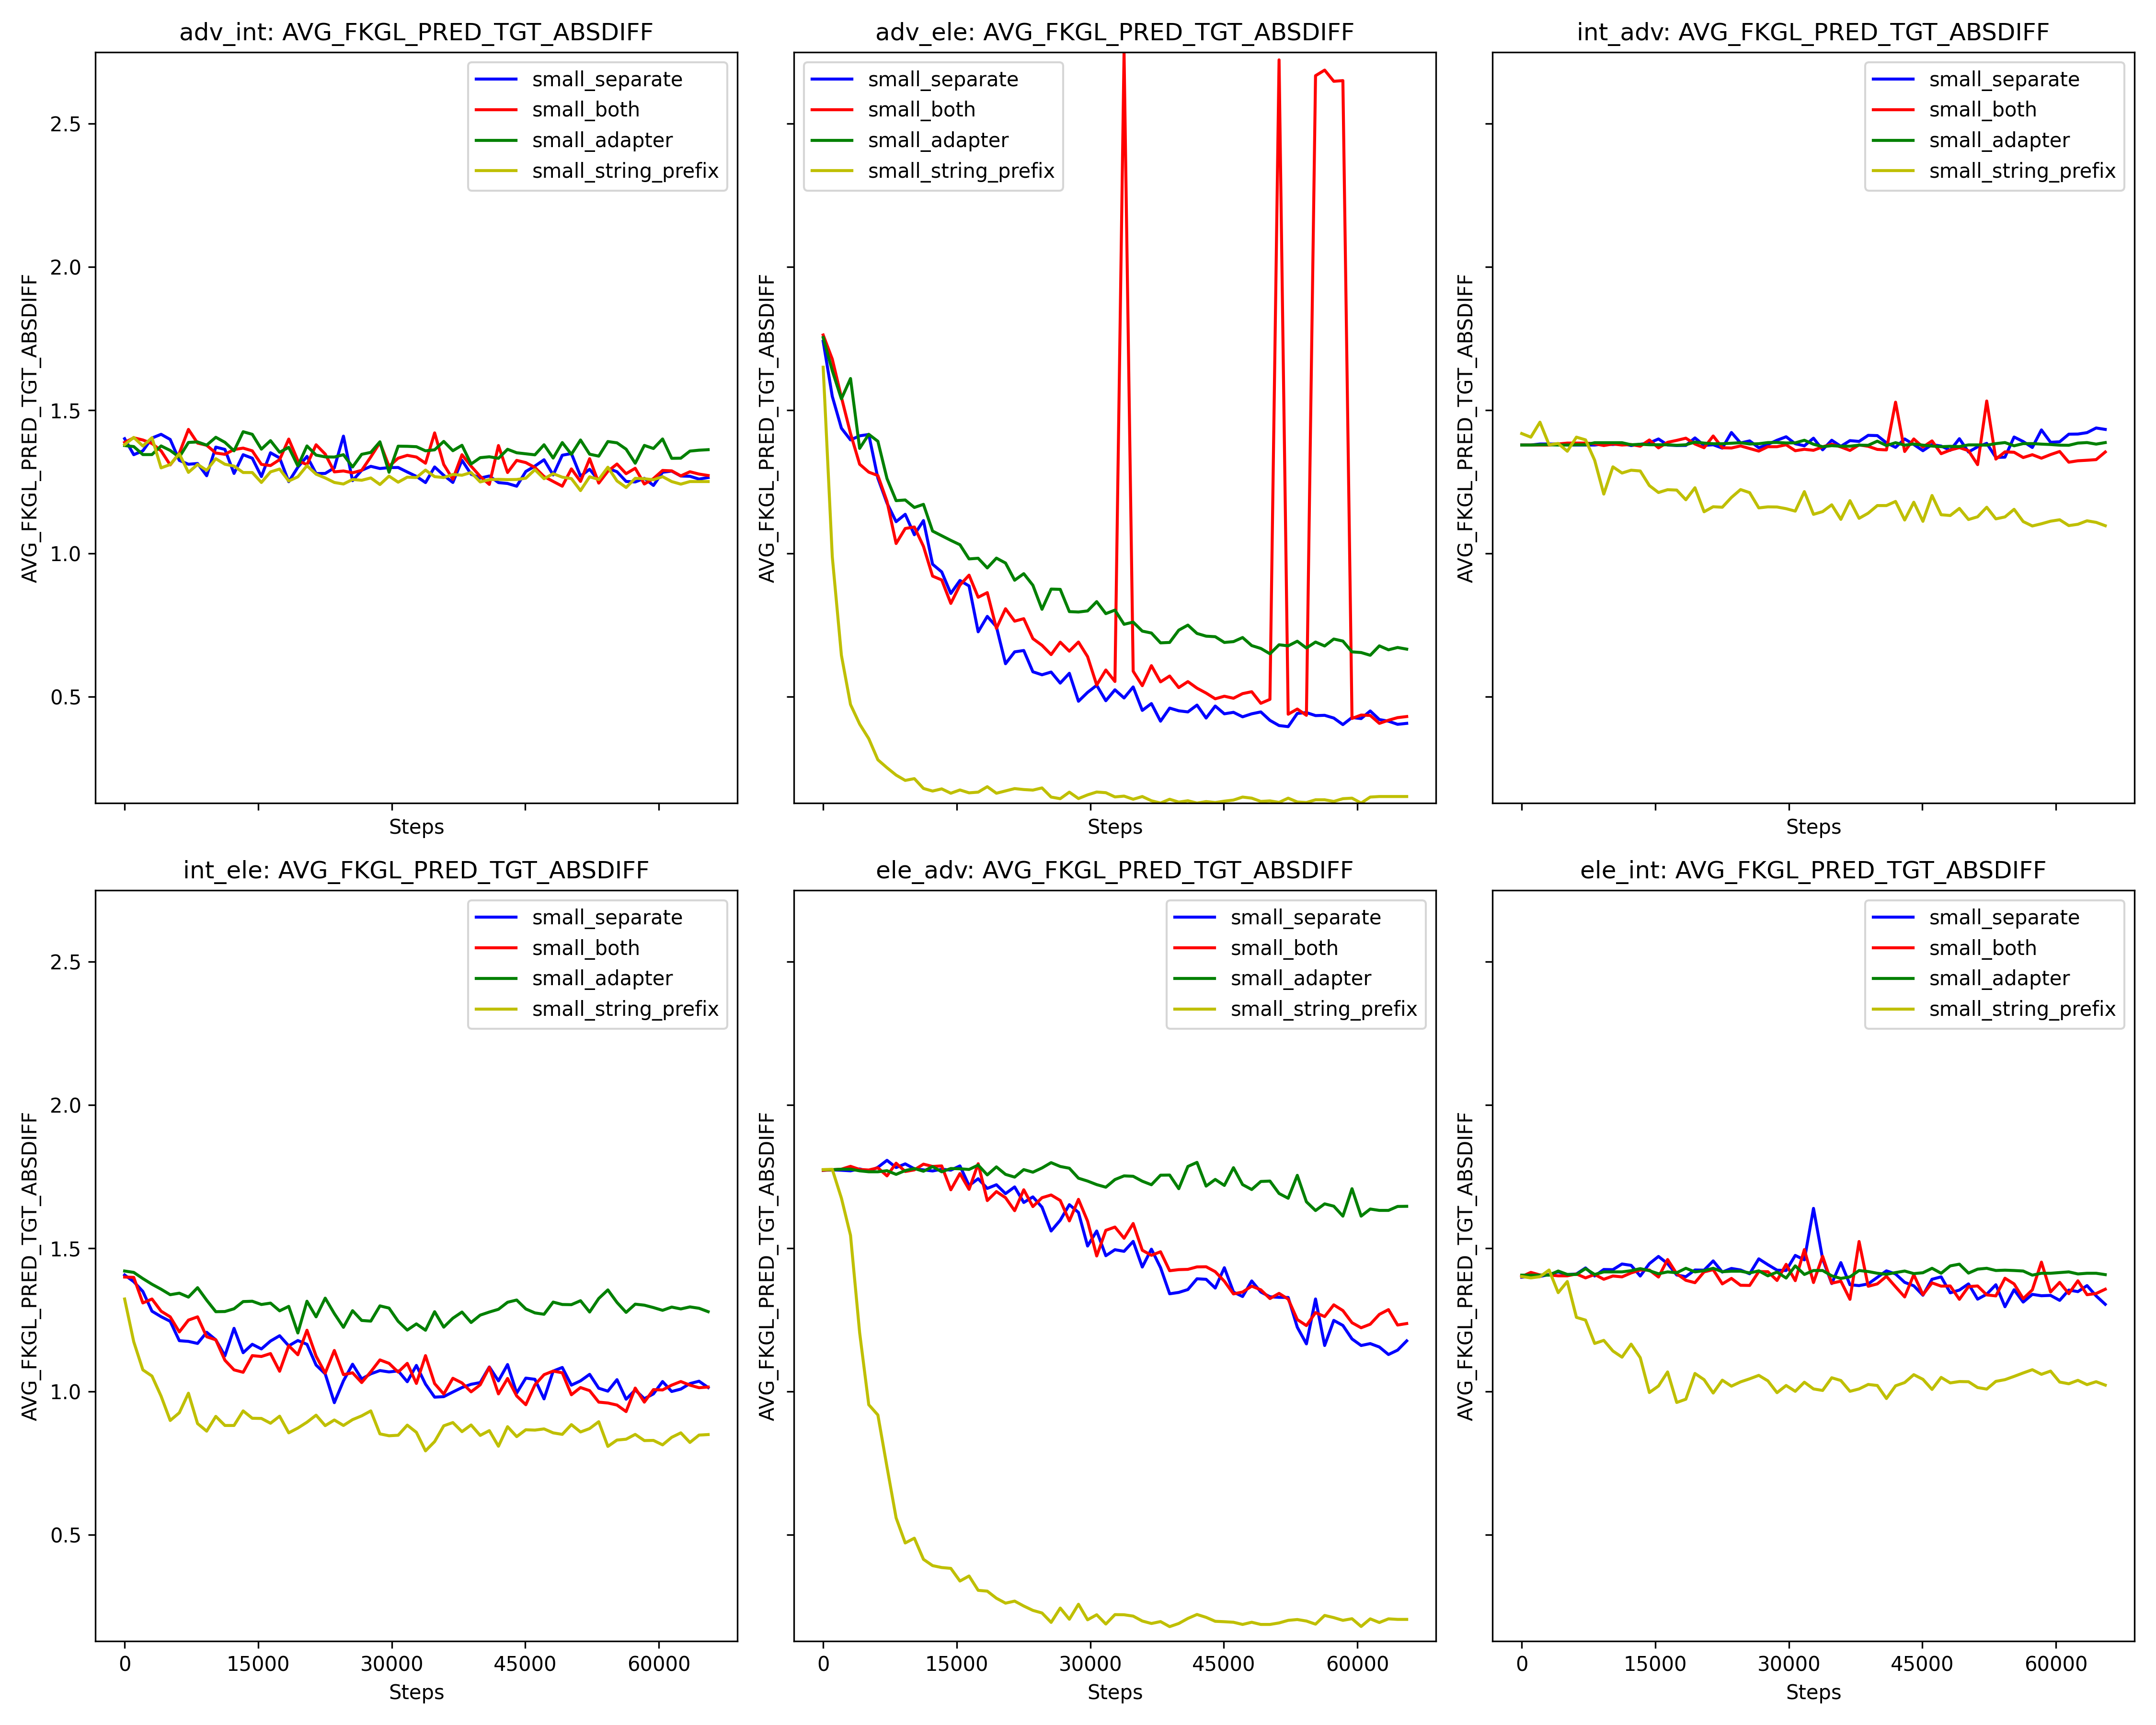 adv_int: AVG_FKGL_PRED_TGT_ABSDIFF
AVG_FKGL_PRED_TGT_ABSDIFF
2.5
2.0
1.5
1.0
0.5
small_separate
small_both
small_adapter
small_string_prefix
Steps
adv_ele: AVG_FKGL_PRED_TGT_ABSDIFF
AVG_FKGL_PRED_TGT_ABSDIFF
small_separate
small_both
small_adapter
small_string_prefix
Steps
int_adv: AVG_FKGL_PRED_TGT_ABSDIFF
AVG_FKGL_PRED_TGT_ABSDIFF
small_separate
small_both
small_adapter
small_string_prefix
Steps
int_ele: AVG_FKGL_PRED_TGT_ABSDIFF
AVG_FKGL_PRED_TGT_ABSDIFF
2.5
2.0
1.5
1.0
0.5
small_separate
small_both
small_adapter
small_string_prefix
0 15000 30000 45000 60000
Steps
ele_adv: AVG_FKGL_PRED_TGT_ABSDIFF
AVG_FKGL_PRED_TGT_ABSDIFF
small_separate
small_both
small_adapter
small_string_prefix
0 15000 30000 45000 60000
Steps
ele_int: AVG_FKGL_PRED_TGT_ABSDIFF
AVG_FKGL_PRED_TGT_ABSDIFF
small_separate
small_both
small_adapter
small_string_prefix
0 15000 30000 45000 60000
Steps